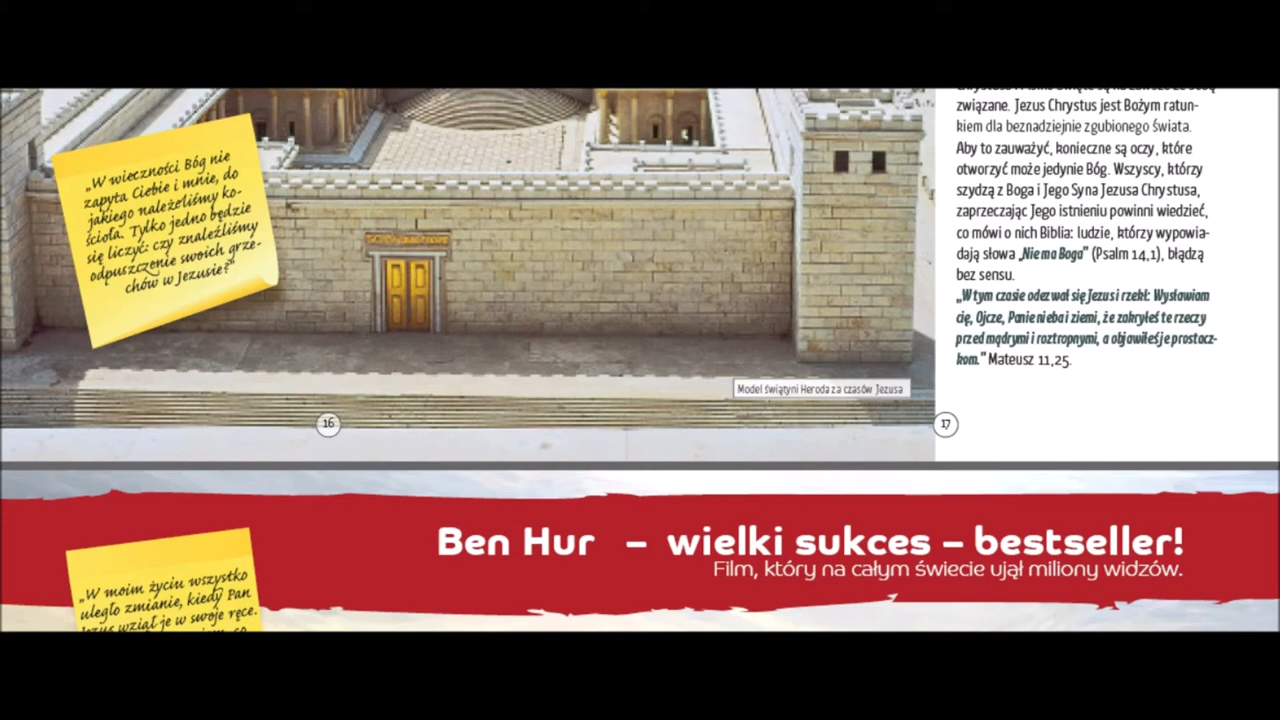 „W wieczności Bóg nie
zapyta Ciebie i mnie, do
jakiego należeliśmy ko-
ścioła. Tylko jedno będzie
się liczyć: czy znaleźliśmy
odpuszczenie swoich grze-
chów w Jezusie?”
Model świątyni Heroda za czasów Jezusa
16
związane. Jezus Chrystus jest Bożym ratun-
kiem dla beznadziejnie zgubionego świata.
Aby to zauważyć, konieczne są oczy, które
otworzyć może jedynie Bóg. Wszyscy, którzy
szydzą z Boga i Jego Syna Jezusa Chrystusa,
zaprzeczając Jego istnieniu powinni wiedzieć,
co mówi o nich Biblia: ludzie, którzy wypowia-
dają słowa „Nie ma Boga” (Psalm 14,1), błądzą
bez sensu.
„W tym czasie odezwał się Jezus i rzekł: Wysławiam
cię, Ojcze, Panie nieba i ziemi, że zakryłeś te rzeczy
przed mądrymi i roztropnymi, a objawiłeś je prostacz-
kom.” Mateusz 11,25.
17
Ben Hur – wielki sukces – bestseller!
Film, który na całym świecie ujął miliony widzów.
„W moim życiu wszystko
uległo zmianie, kiedy Pan
Jezus wziął je w swoje ręce.